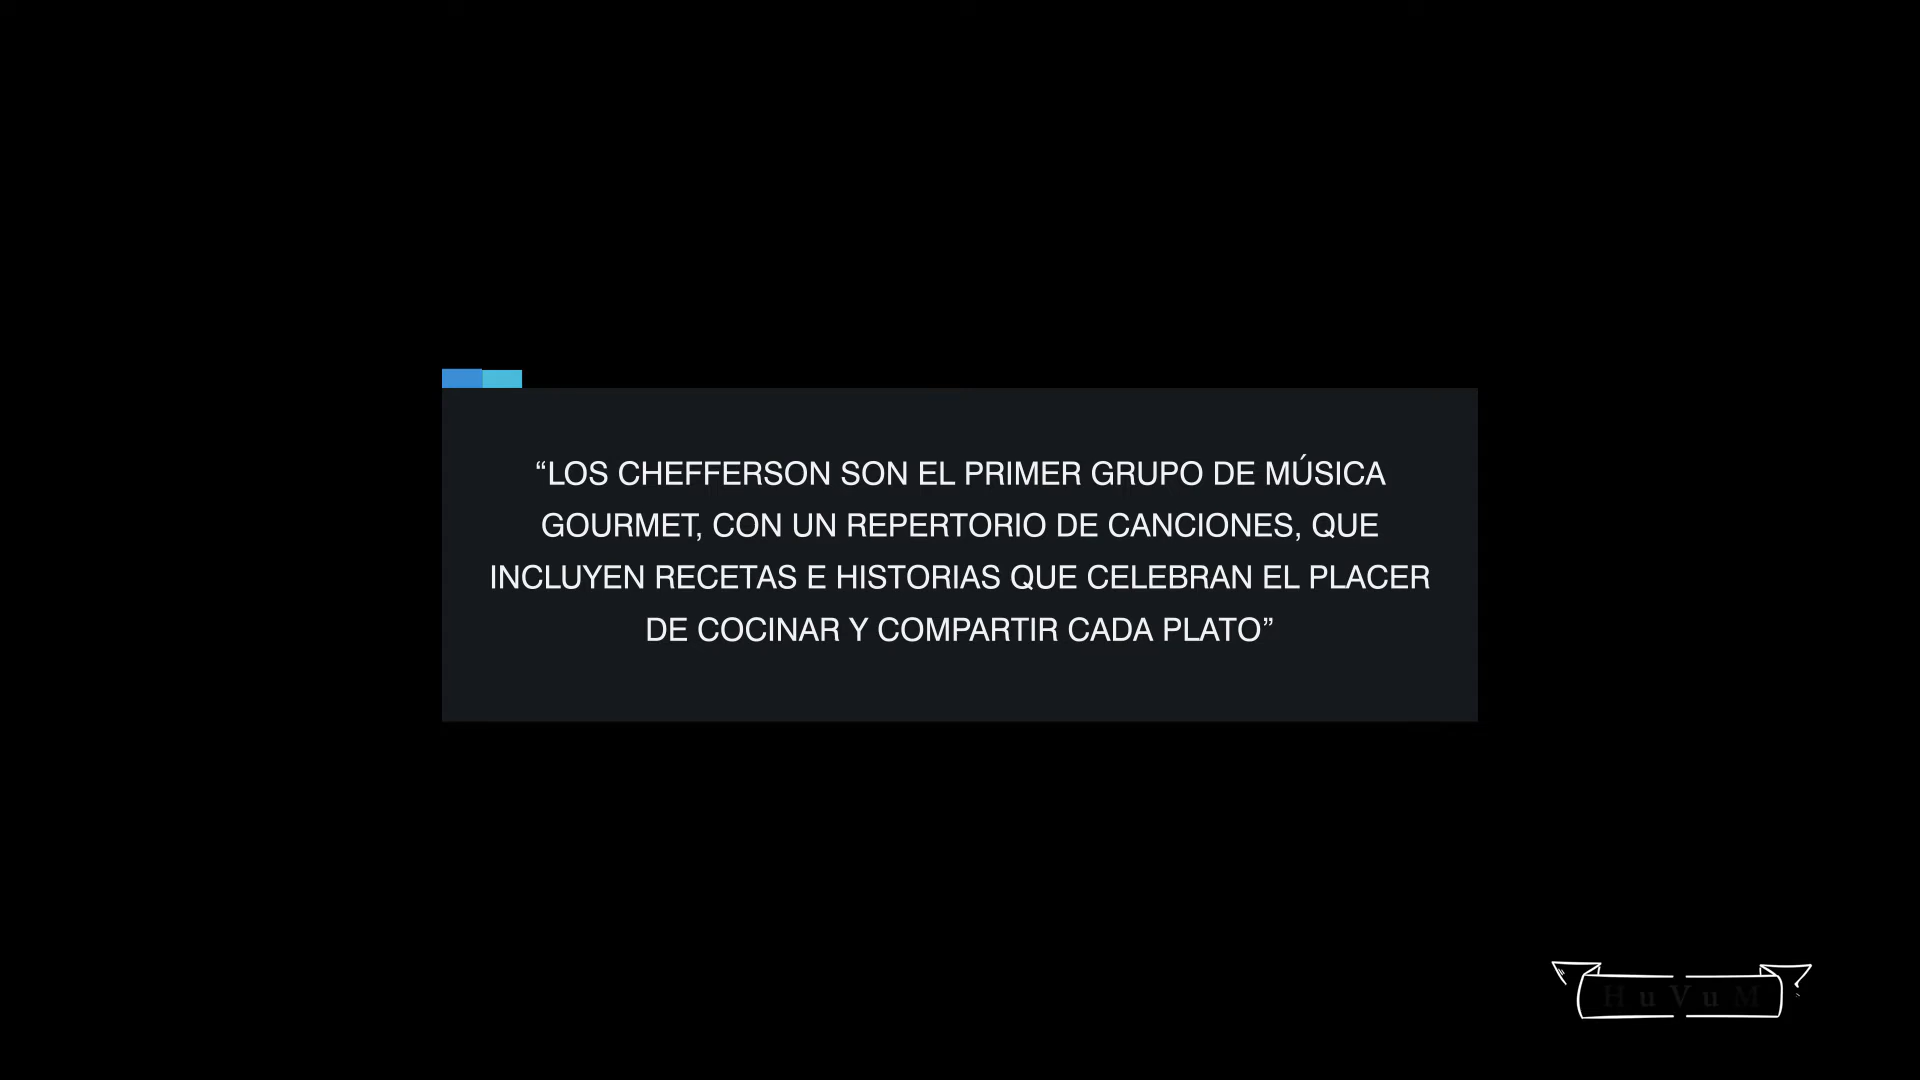 “LOS CHEFFERSON SON EL PRIMER GRUPO DE MÚSICA
GOURMET, CON UN REPERTORIO DE CANCIONES, QUE
INCLUYEN RECETAS E HISTORIAS QUE CELEBRAN EL PLACER
DE COCINAR Y COMPARTIR CADA PLATO”
HuVuM